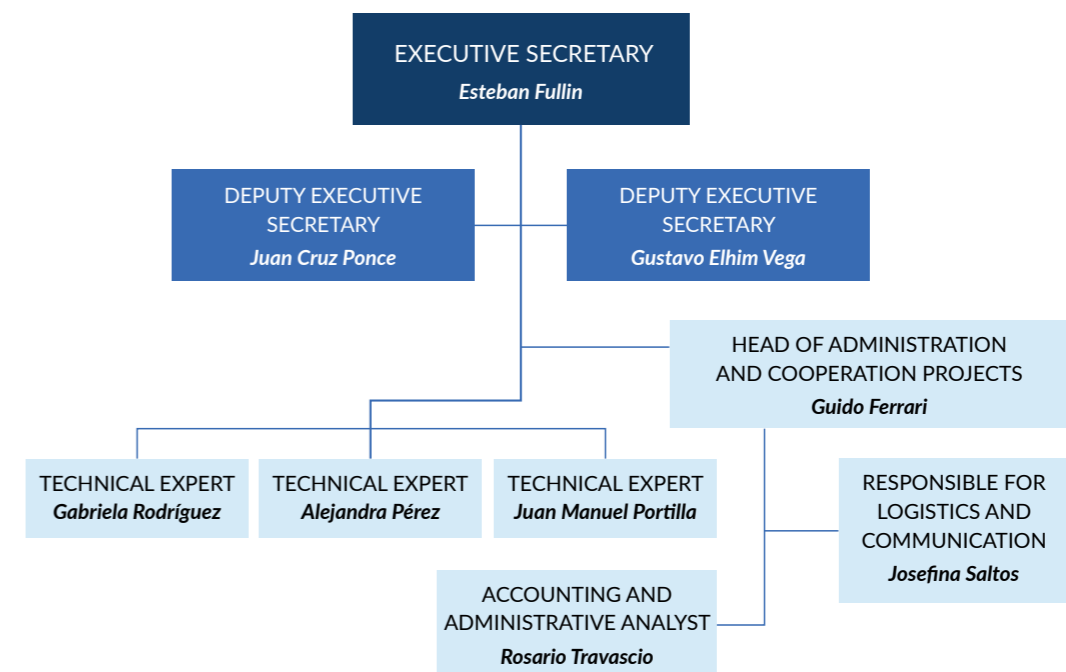 EXECUTIVE SECRETARY
Esteban Fullin
DEPUTY EXECUTIVE
SECRETARY
Juan Cruz Ponce
DEPUTY EXECUTIVE
SECRETARY
Gustavo Elhim Vega
HEAD OF ADMINISTRATION
AND COOPERATION PROJECTS
Guido Ferrari
TECHNICAL EXPERT
Gabriela Rodríguez
TECHNICAL EXPERT
Alejandra Pérez
TECHNICAL EXPERT
Juan Manuel Portilla
RESPONSIBLE FOR
LOGISTICS AND
COMMUNICATION
Josefina Saltos
ACCOUNTING AND
ADMINISTRATIVE ANALYST
Rosario Travascio